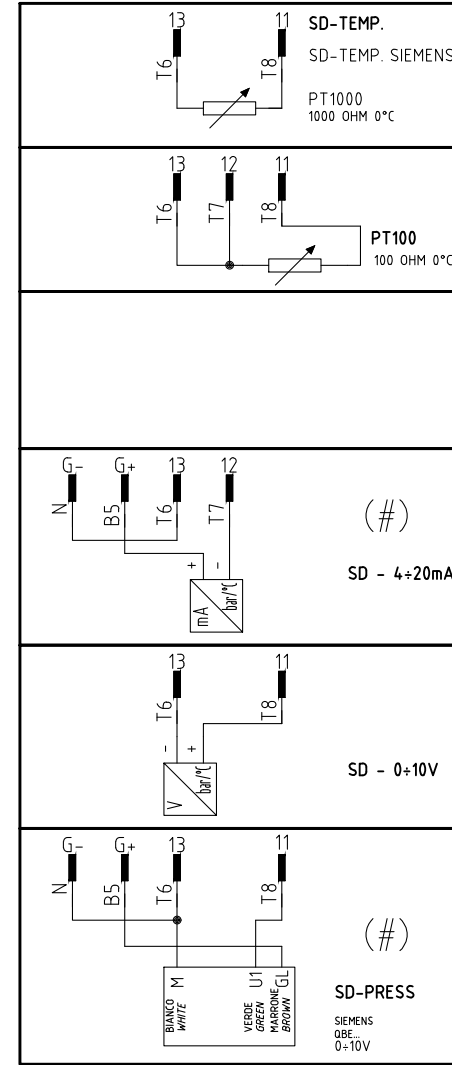 13 11
T6 T8
SD-TEMP.
SD-TEMP. SIEMENS
PT1000
1000 OHM 0°C
13 12 11
T6 T7 T8
PT100
100 OHM 0°C
G- G+ 13 12
N B5 T6 T7
(#)
+ -
mA bar/°C
SD - 4÷20mA
13 11
T6 T8
- +
V bar/°C
SD - 0÷10V
G- G+ 13 11
N B5 T6 T8
(#)
M U1 GL
BIANCO
WHITE
VERDE
GREEN
MARRONE
BROWN
SD-PRESS
SIEMENS
QBE...
0÷10V